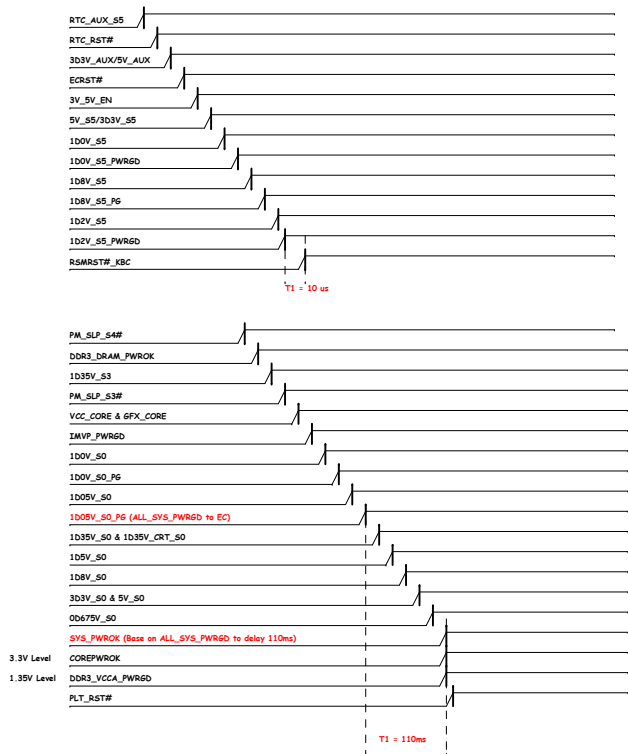 RTC_AUX_S5
RTC_RST#
3D3V_AUX/5V_AUX
ECRST#
3V_5V_EN
5V_S5/3D3V_S5
1D0V_S5
1D0V_S5_PWRGD
1D8V_S5
1D8V_S5_PG
1D2V_S5
1D2V_S5_PWRGD
RSMRST#_KBC
T1 = 10 us
PM_SLP_S4#
DDR3_DRAM_PWROK
1D35V_S3
PM_SLP_S3#
VCC_CORE & GFX_CORE
IMVP_PWRGD
1D0V_S0
1D0V_S0_PG
1D05V_S0
1D05V_S0_PG (ALL_SYS_PWRGD to EC)
1D35V_S0 & 1D35V_CRT_S0
1D5V_S0
1D8V_S0
3D3V_S0 & 5V_S0
0D675V_S0
SYS_PWROK (Base on ALL_SYS_PWRGD to delay 110ms)
3.3V Level COREPWROK
1.35V Level DDR3_VCCA_PWRGD
PLT_RST#
T1 = 110ms